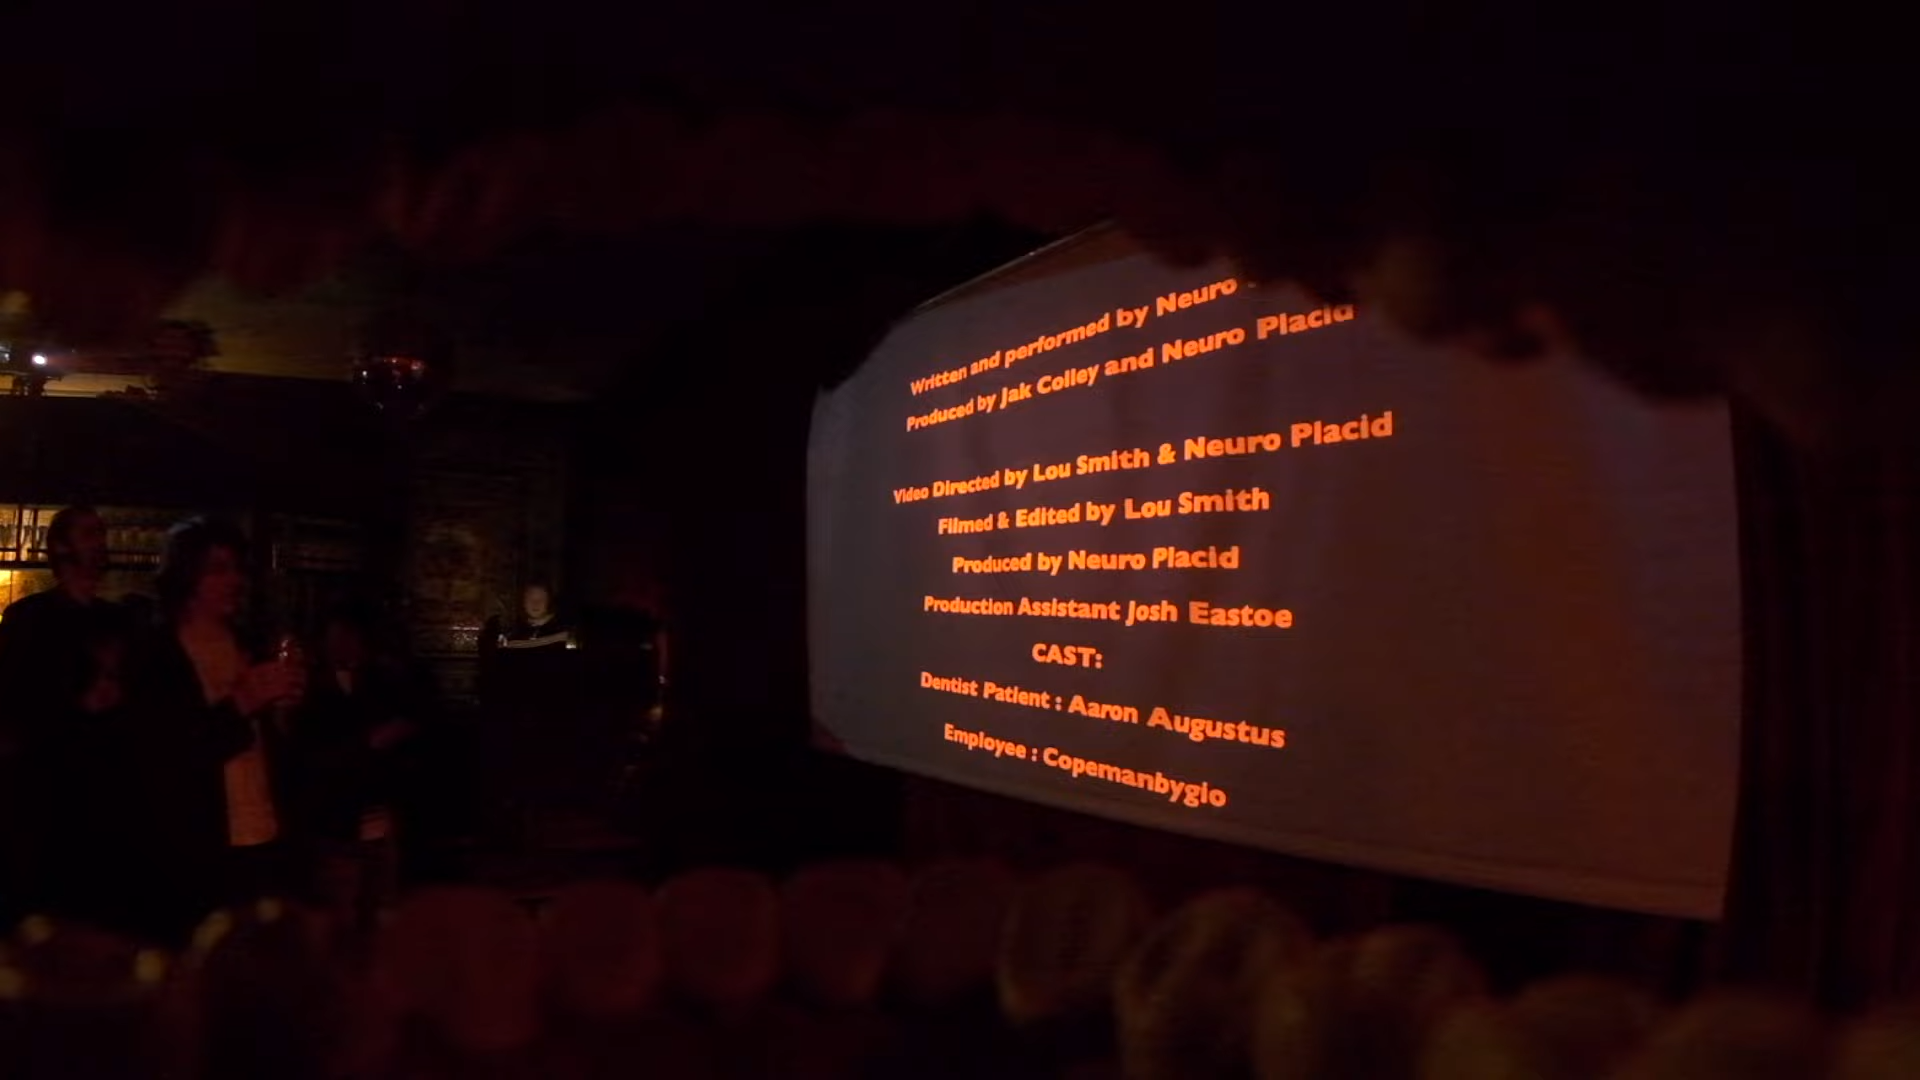 Written and performed by Neuro
Produced by Jak Colley and Neuro Placid
Video Directed by Lou Smith & Neuro Placid
Filmed & Edited by Lou Smith
Produced by Neuro Placid
Production Assistant Josh Eastoe
CAST:
Dentist Patient : Aaron Augustus
Employee : Copemanbygio